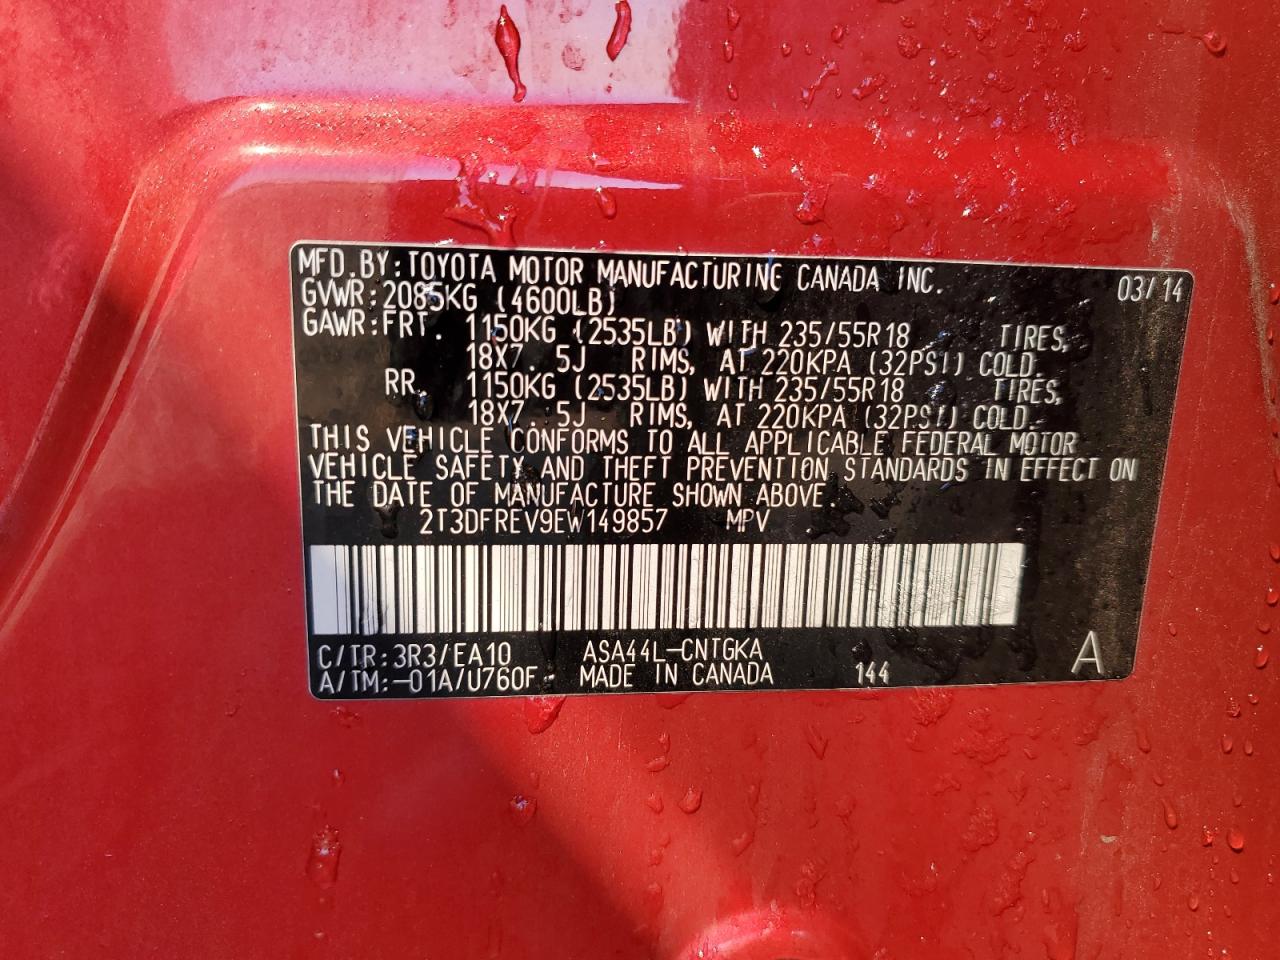 MFD.BY:TOYOTA MOTOR MANUFACTURING CANADA INC. 03/14
GVWR:2085KG (4600LB)
GAWR:FRT. 1150KG (2535LB) WITH 235/55R18 TIRES,
18X7.5J RIMS, AT 220KPA (32PSI) COLD.
RR. 1150KG (2535LB) WITH 235/55R18 TIRES,
18X7.5J RIMS, AT 220KPA (32PSI) COLD.
THIS VEHICLE CONFORMS TO ALL APPLICABLE FEDERAL MOTOR
VEHICLE SAFETY AND THEFT PREVENTION STANDARDS IN EFFECT ON
THE DATE OF MANUFACTURE SHOWN ABOVE.
2T3DFREV9EW149857 MPV
C/TR:3R3/EA10 ASA44L-CNTGKA A
A/TM:-01A/U760F MADE IN CANADA 144